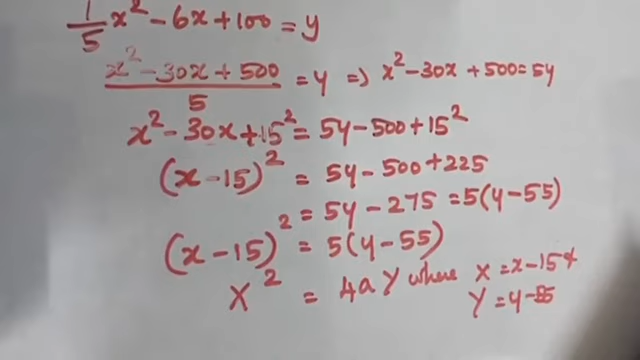 1/5 x² - 6x + 100 = y
x² - 30x + 500 / 5 = y => x² - 30x + 500 = 5y
x² - 30x + 15² = 5y - 500 + 15²
(x - 15)² = 5y - 500 + 225
= 5y - 275 = 5(y - 55)
(x - 15)² = 5(y - 55)
X² = 4aY where X = x - 15 &
Y = y - 55